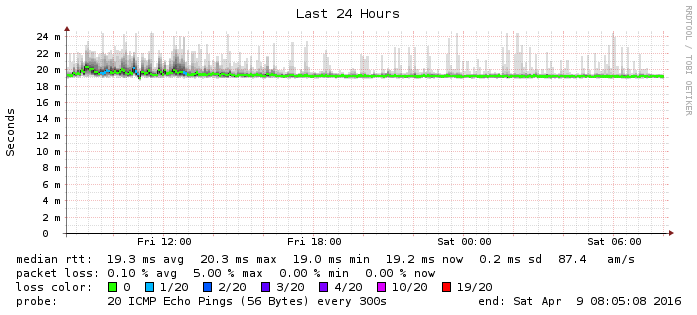 Last 24 Hours
RRDTOOL / TOBI OETIKER
Seconds
24 m
22 m
20 m
18 m
16 m
14 m
12 m
10 m
8 m
6 m
4 m
2 m
0
Fri 12:00 Fri 18:00 Sat 00:00 Sat 06:00
median rtt: 19.3 ms avg 20.3 ms max 19.0 ms min 19.2 ms now 0.2 ms sd 87.4 am/s
packet loss: 0.10 % avg 5.00 % max 0.00 % min 0.00 % now
loss color: 0 1/20 2/20 3/20 4/20 10/20 19/20
probe: 20 ICMP Echo Pings (56 Bytes) every 300s end: Sat Apr 9 08:05:08 2016